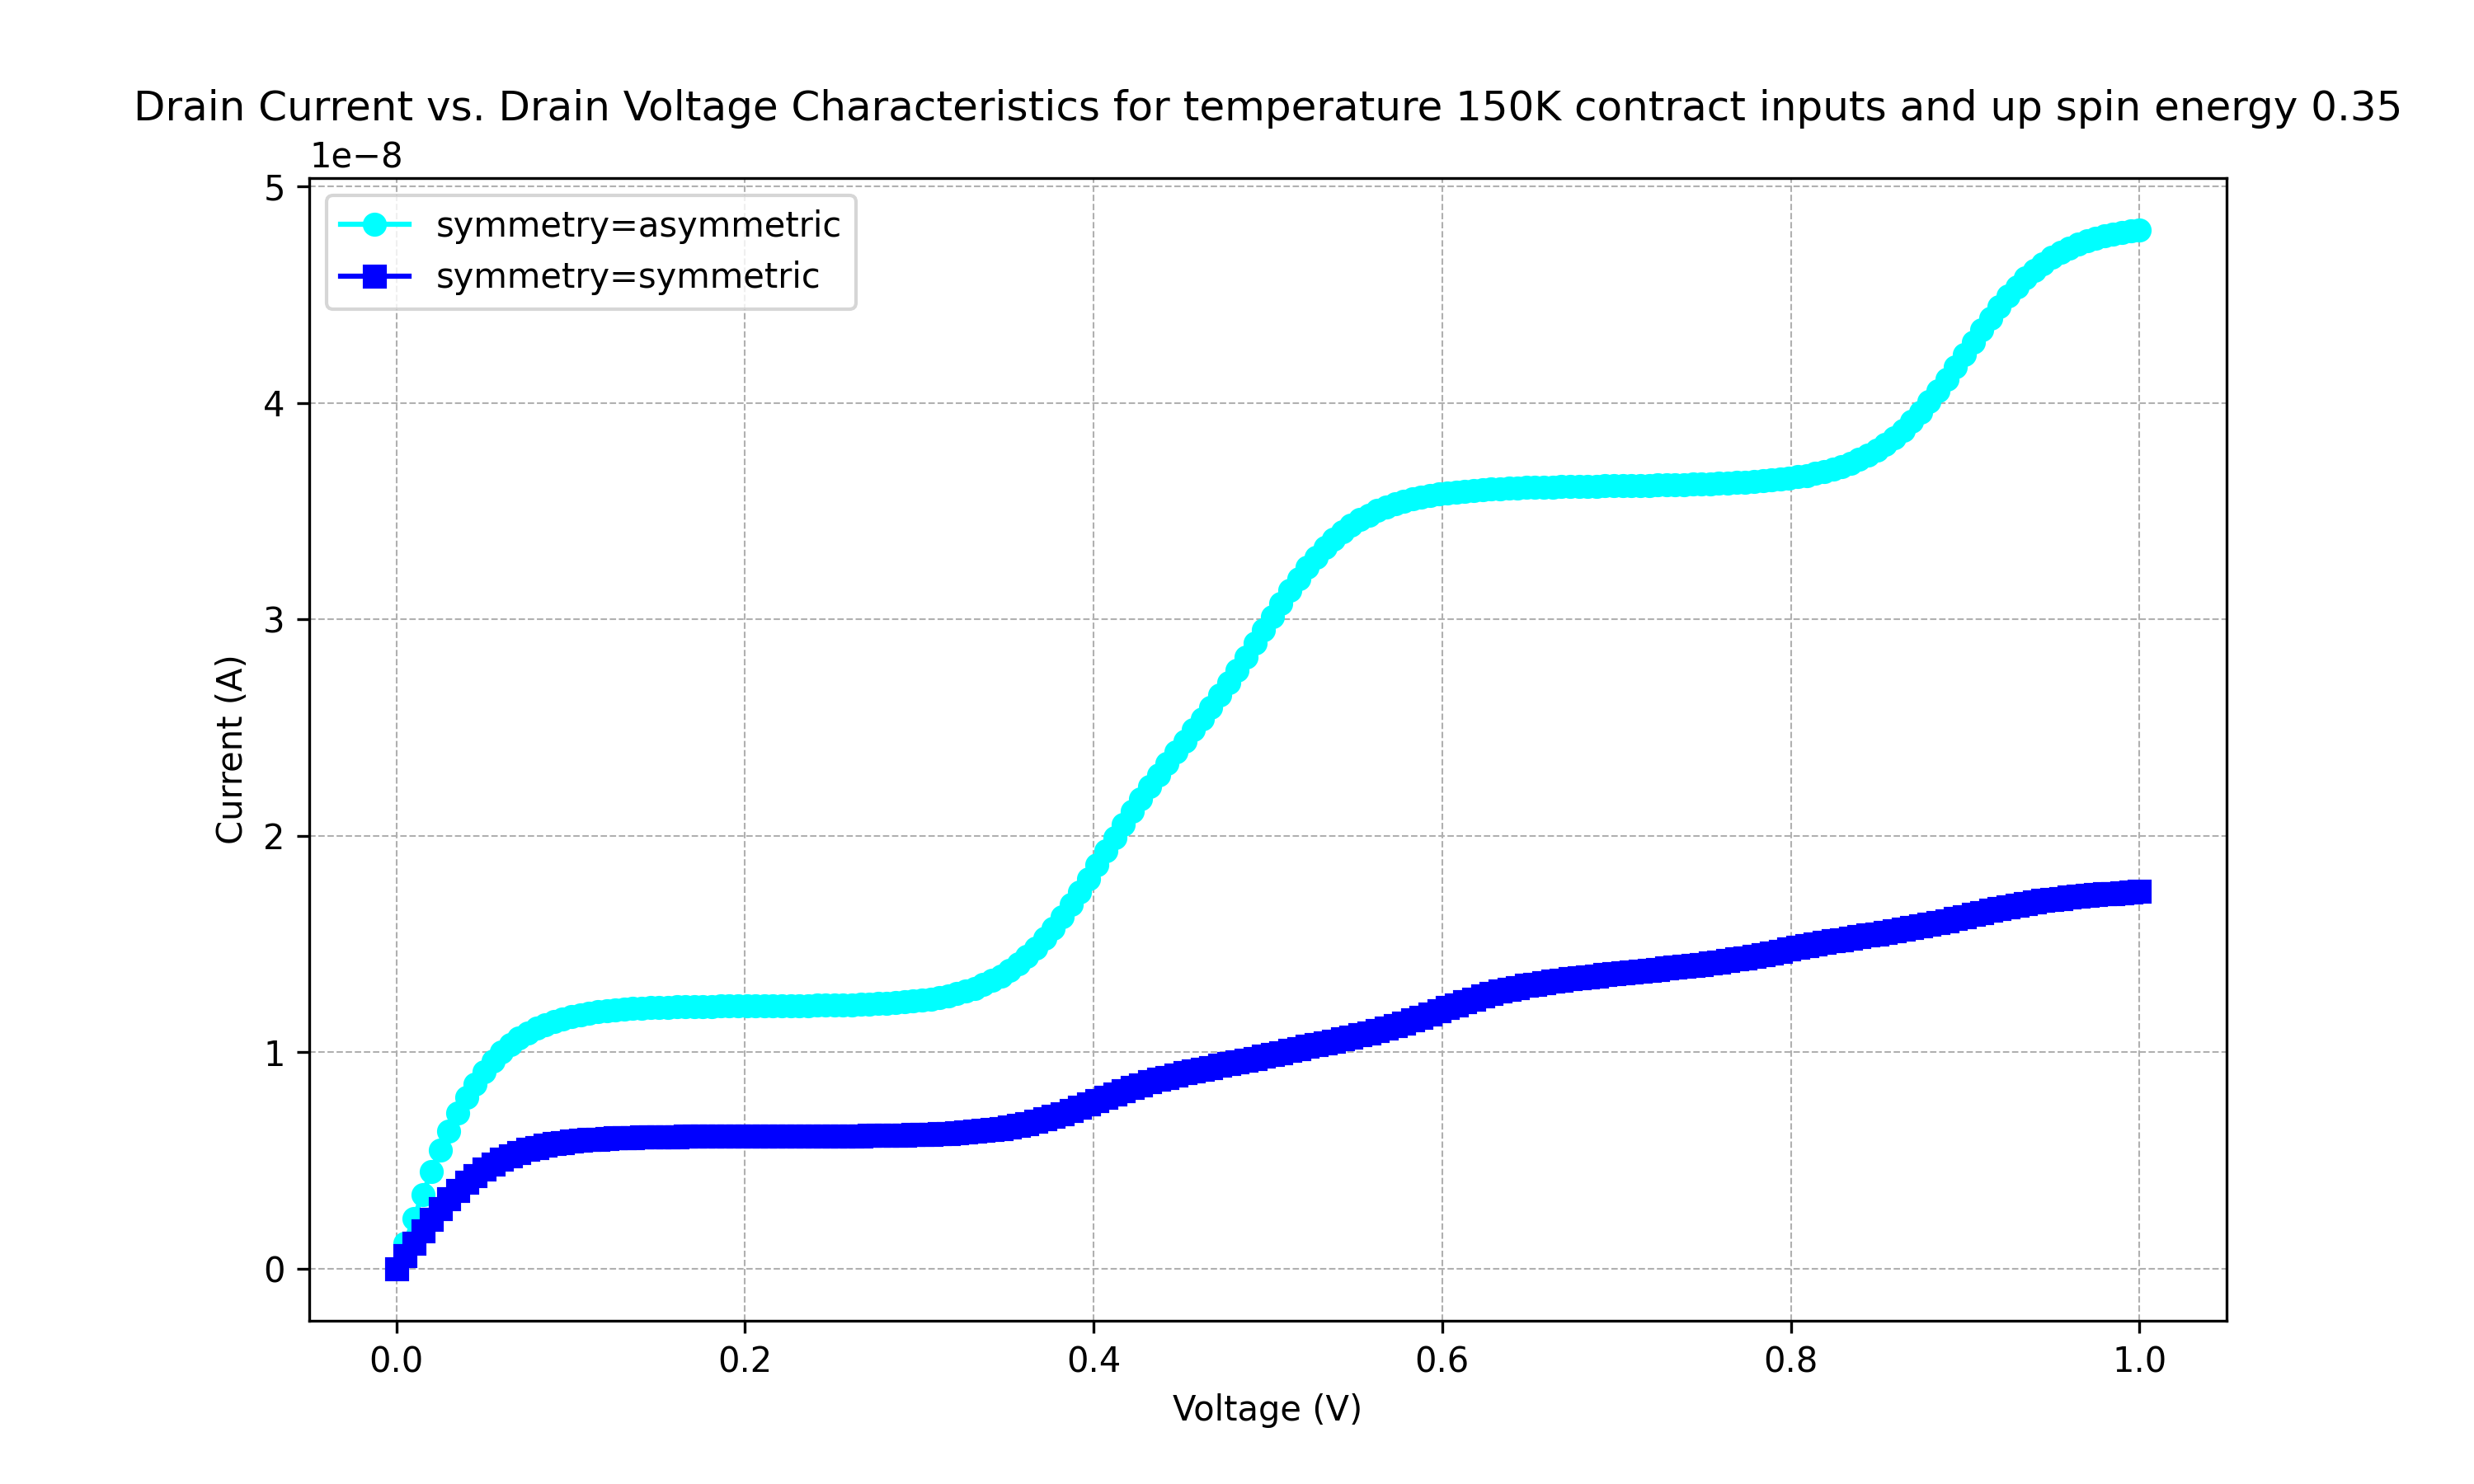 Drain Current vs. Drain Voltage Characteristics for temperature 150K contract inputs and up spin energy 0.35
1e−8
5
symmetry=asymmetric
symmetry=symmetric
4
3
Current (A)
2
1
0
0.0 0.2 0.4 0.6 0.8 1.0
Voltage (V)